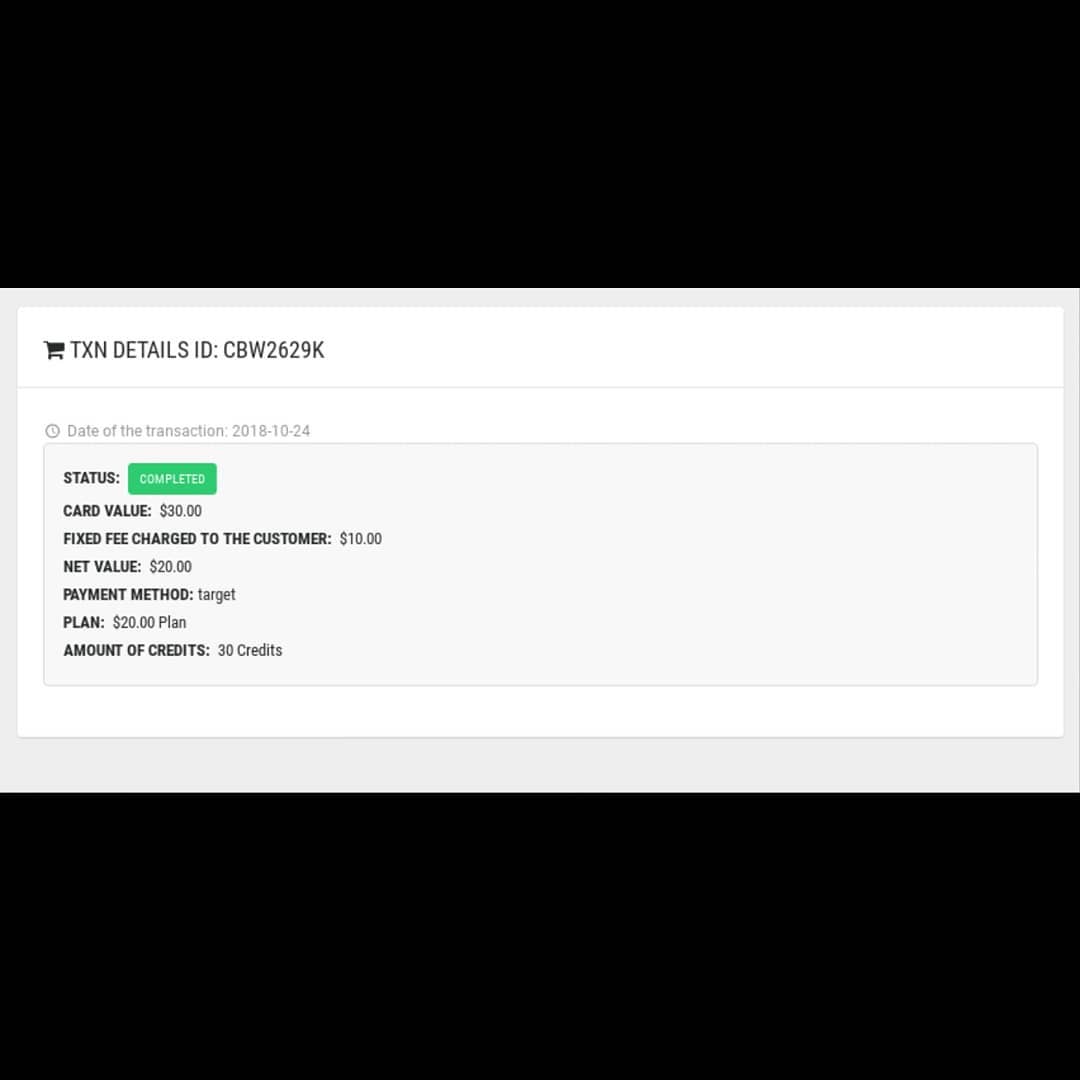 TXN DETAILS ID: CBW2629K
Date of the transaction: 2018-10-24
STATUS: COMPLETED
CARD VALUE: $30.00
FIXED FEE CHARGED TO THE CUSTOMER: $10.00
NET VALUE: $20.00
PAYMENT METHOD: target
PLAN: $20.00 Plan
AMOUNT OF CREDITS: 30 Credits